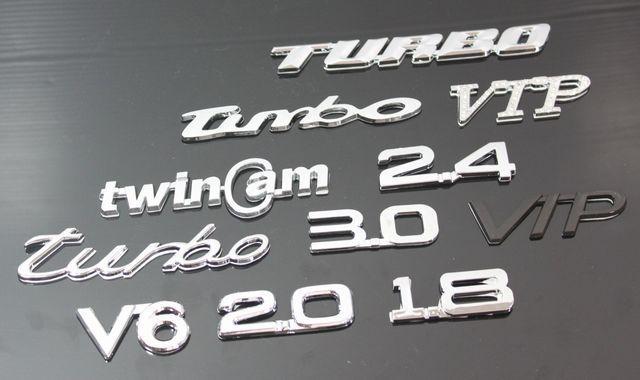 TURBO
turbo VIP
twinCam 2.4
turbo 3.0 VIP
V6 2.0 1.8